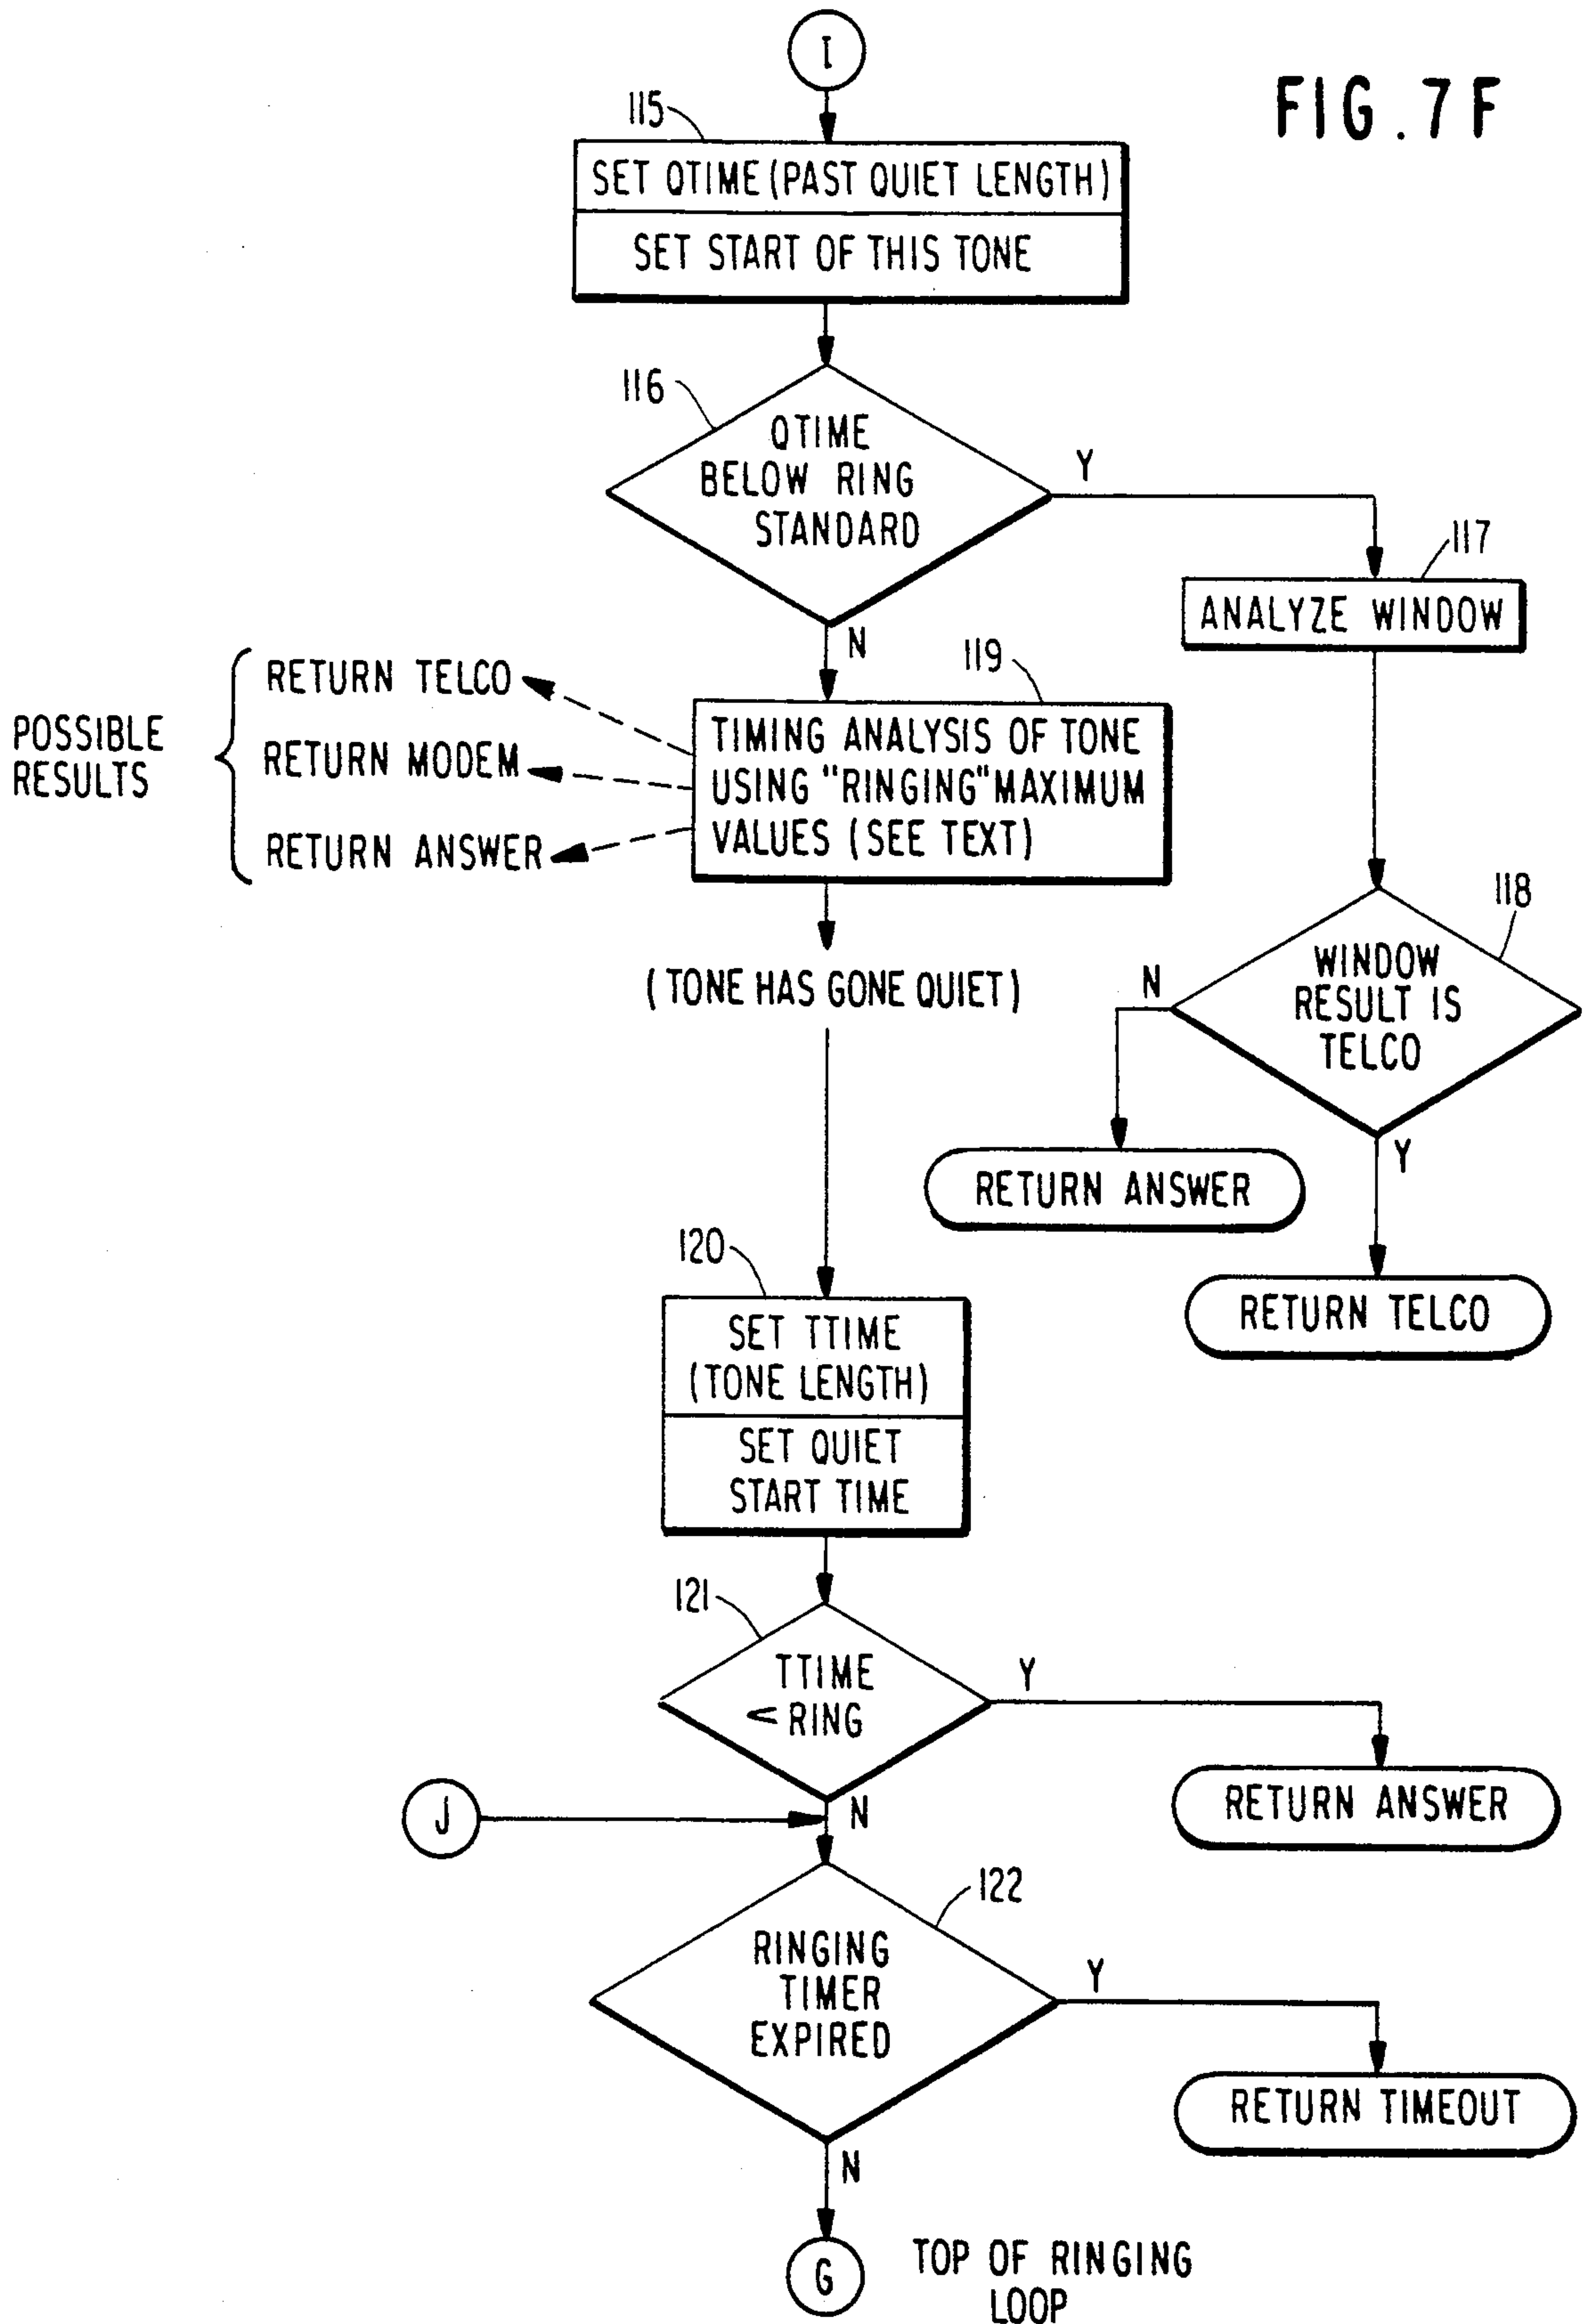 I
FIG. 7F
115
SET QTIME (PAST QUIET LENGTH)
SET START OF THIS TONE
116
QTIME
BELOW RING
STANDARD
Y
N
117
ANALYZE WINDOW
119
TIMING ANALYSIS OF TONE
USING "RINGING" MAXIMUM
VALUES (SEE TEXT)
POSSIBLE
RESULTS
RETURN TELCO
RETURN MODEM
RETURN ANSWER
118
WINDOW
RESULT IS
TELCO
N
Y
(TONE HAS GONE QUIET)
RETURN ANSWER
RETURN TELCO
120
SET TTIME
(TONE LENGTH)
SET QUIET
START TIME
121
TTIME
< RING
Y
N
RETURN ANSWER
J
122
RINGING
TIMER
EXPIRED
Y
N
RETURN TIMEOUT
G
TOP OF RINGING
LOOP